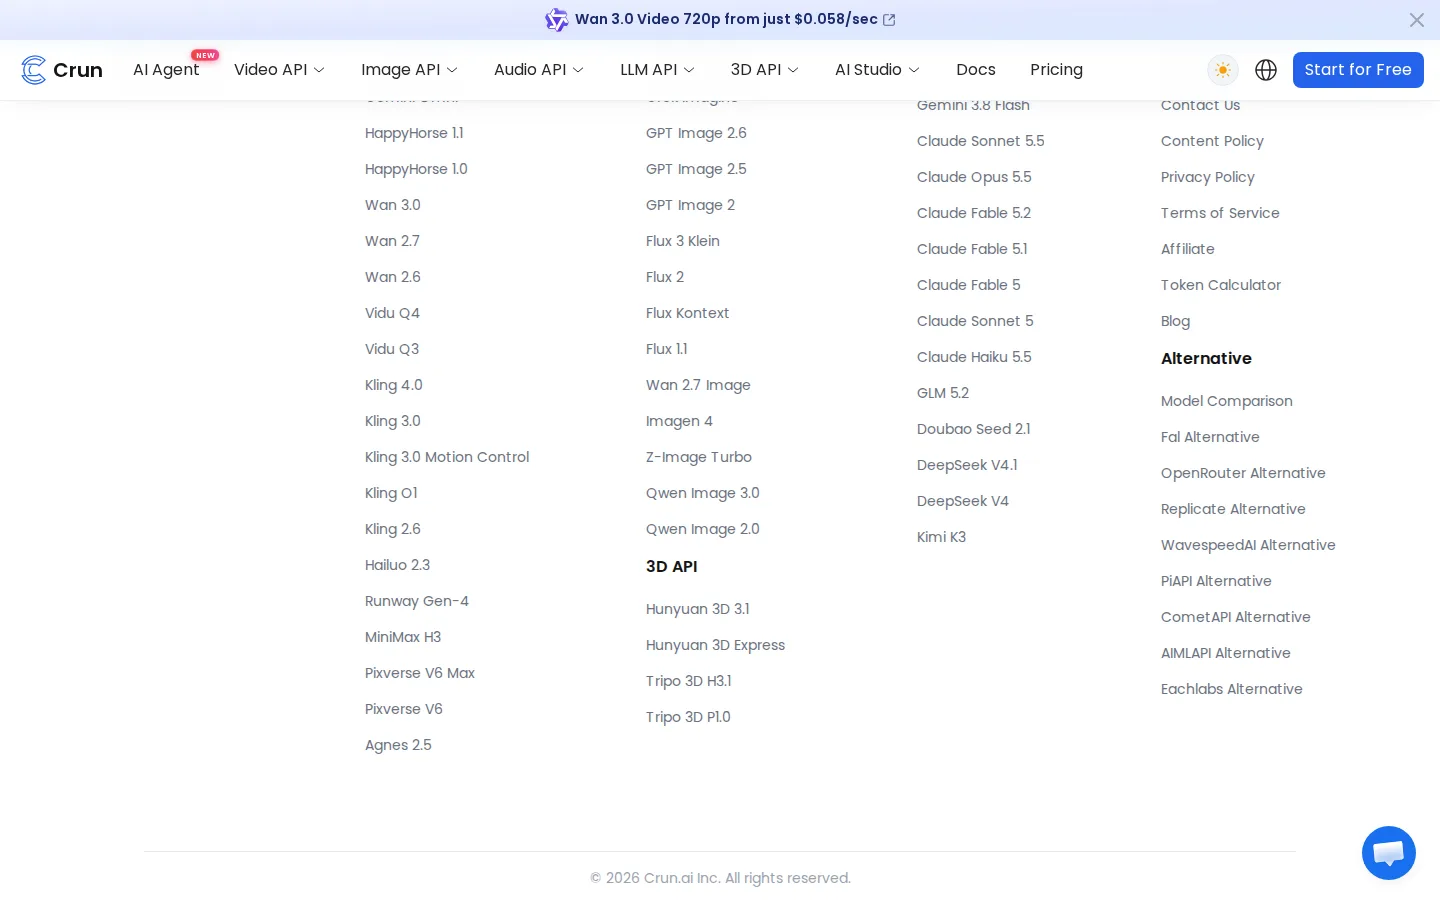 Wan 3.0 Video 720p from just $0.058/sec
Crun
AI Agent
NEW
Video API
Image API
Audio API
LLM API
3D API
AI Studio
Docs
Pricing
Start for Free
HappyHorse 1.1
HappyHorse 1.0
Wan 3.0
Wan 2.7
Wan 2.6
Vidu Q4
Vidu Q3
Kling 4.0
Kling 3.0
Kling 3.0 Motion Control
Kling O1
Kling 2.6
Hailuo 2.3
Runway Gen-4
MiniMax H3
Pixverse V6 Max
Pixverse V6
Agnes 2.5
GPT Image 2.6
GPT Image 2.5
GPT Image 2
Flux 3 Klein
Flux 2
Flux Kontext
Flux 1.1
Wan 2.7 Image
Imagen 4
Z-Image Turbo
Qwen Image 3.0
Qwen Image 2.0
3D API
Hunyuan 3D 3.1
Hunyuan 3D Express
Tripo 3D H3.1
Tripo 3D P1.0
Gemini 3.8 Flash
Claude Sonnet 5.5
Claude Opus 5.5
Claude Fable 5.2
Claude Fable 5.1
Claude Fable 5
Claude Sonnet 5
Claude Haiku 5.5
GLM 5.2
Doubao Seed 2.1
DeepSeek V4.1
DeepSeek V4
Kimi K3
Contact Us
Content Policy
Privacy Policy
Terms of Service
Affiliate
Token Calculator
Blog
Alternative
Model Comparison
Fal Alternative
OpenRouter Alternative
Replicate Alternative
WavespeedAI Alternative
PiAPI Alternative
CometAPI Alternative
AIMLAPI Alternative
Eachlabs Alternative
© 2026 Crun.ai Inc. All rights reserved.